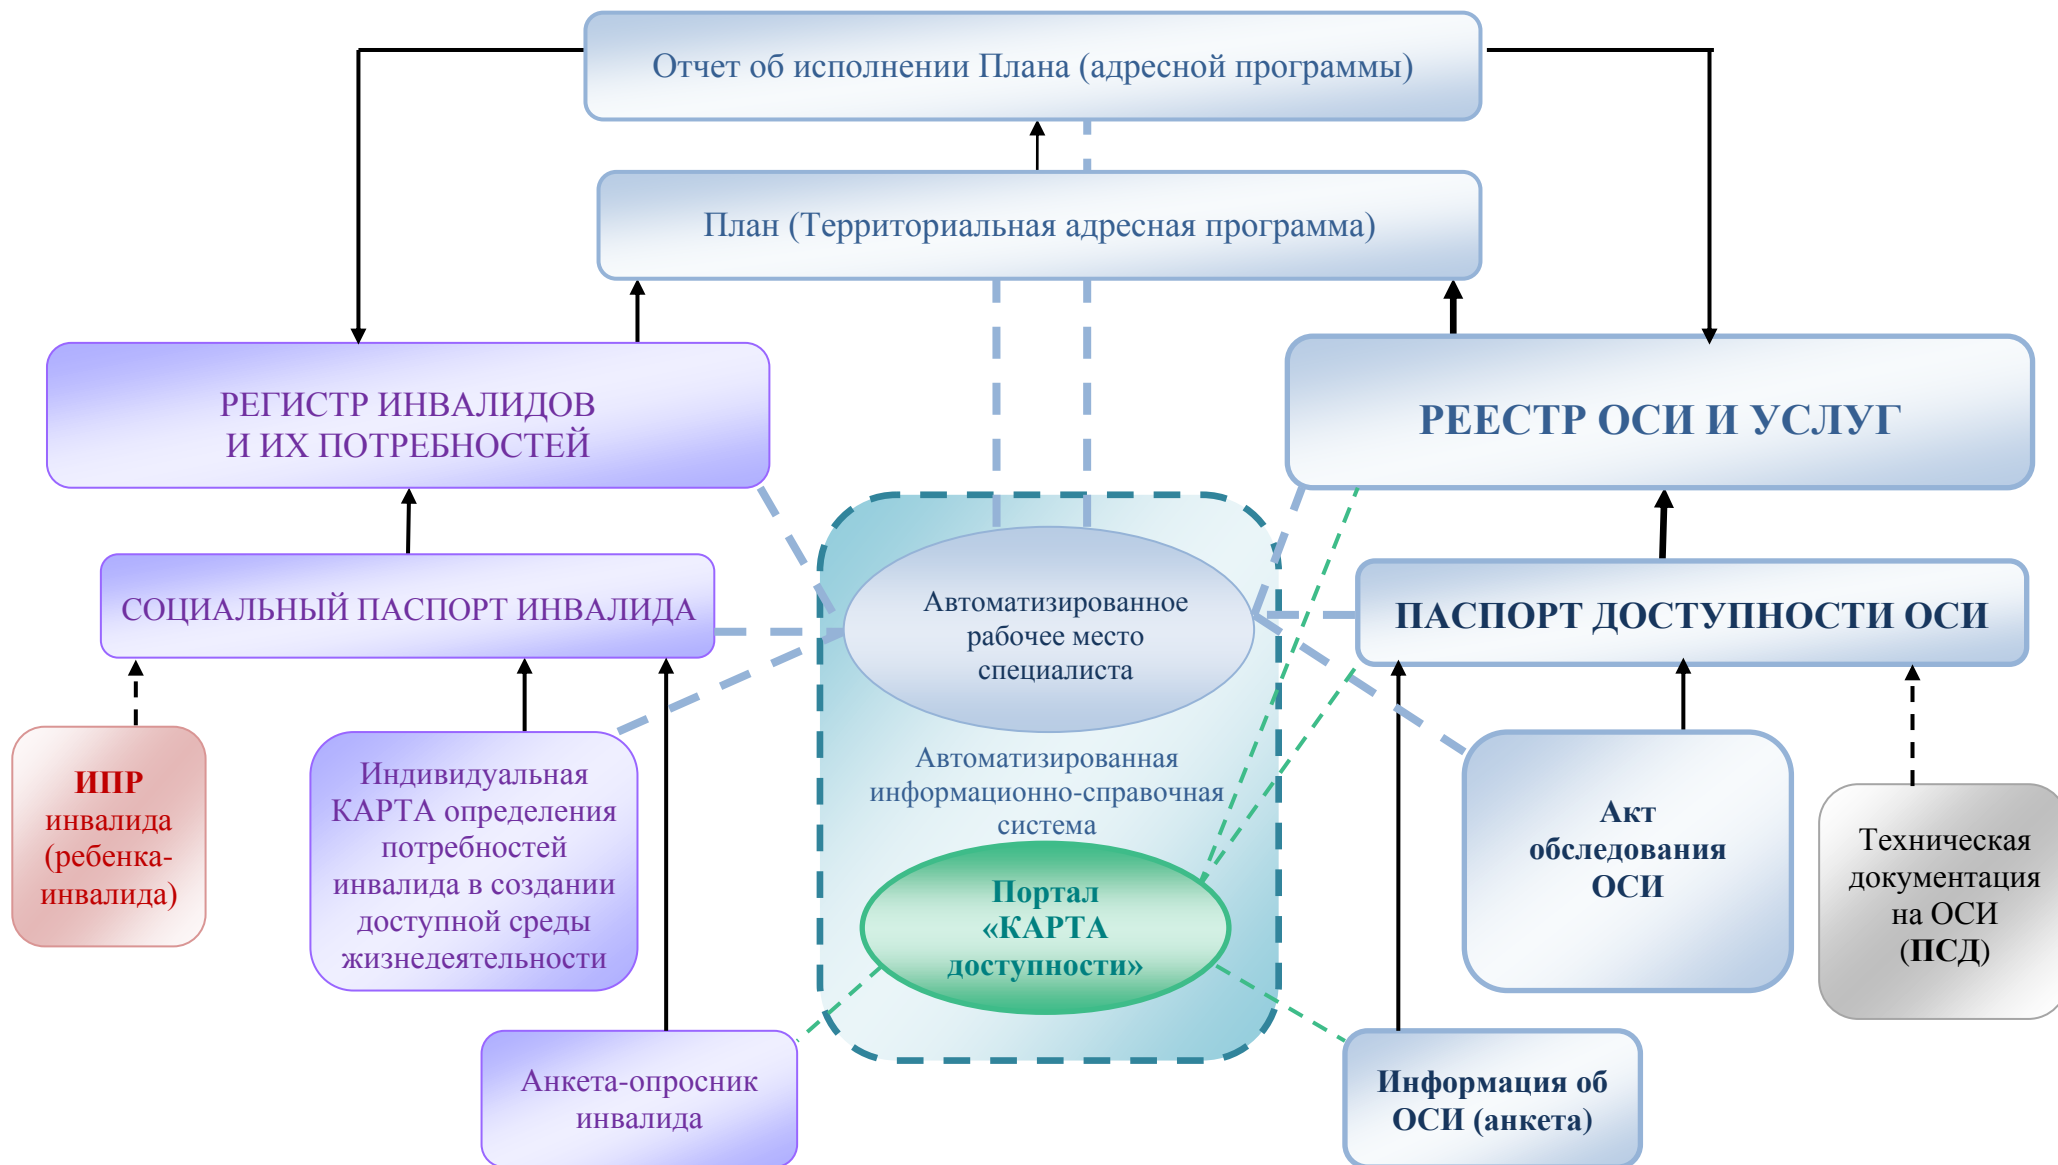 Отчет об исполнении Плана (адресной программы)
План (Территориальная адресная программа)
РЕГИСТР ИНВАЛИДОВ
И ИХ ПОТРЕБНОСТЕЙ
РЕЕСТР ОСИ И УСЛУГ
СОЦИАЛЬНЫЙ ПАСПОРТ ИНВАЛИДА
Автоматизированное
рабочее место
специалиста
ПАСПОРТ ДОСТУПНОСТИ ОСИ
ИПР
инвалида
(ребенка-
инвалида)
Индивидуальная
КАРТА определения
потребностей
инвалида в создании
доступной среды
жизнедеятельности
Автоматизированная
информационно-справочная
система
Портал
«КАРТА
доступности»
Акт
обследования
ОСИ
Техническая
документация
на ОСИ
(ПСД)
Анкета-опросник
инвалида
Информация об
ОСИ (анкета)